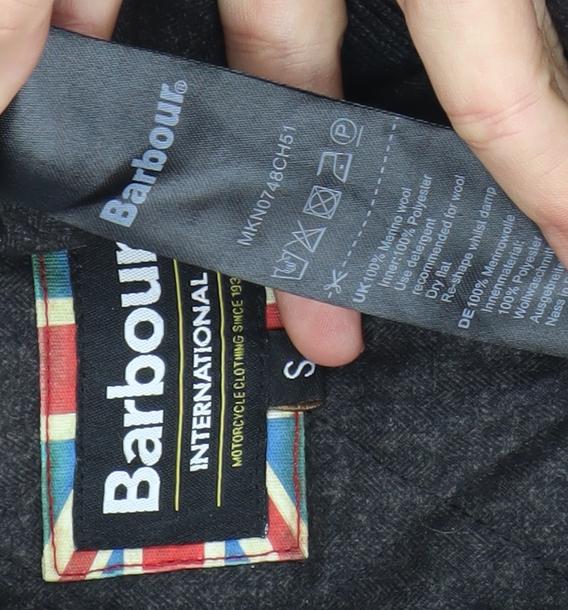 Barbour®
MKN0748CH51
UK 100% Merino wool
Inner:100% Polyester
Use detergent
recommended for wool
Dry flat
Re-shape whilst damp
DE 100% Merinowolle
Innenmaterial:
100% Polyester
Barbour
INTERNATIONAL
MOTORCYCLE CLOTHING SINCE 193
S